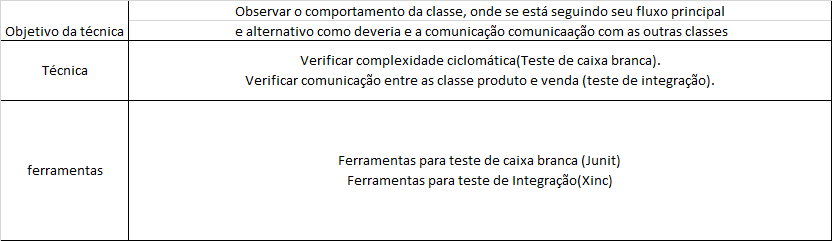 Observar o comportamento da classe, onde se está seguindo seu fluxo principal
Objetivo da técnica
e alternativo como deveria e a comunicação comunicaação com as outras classes
Técnica
Verificar complexidade ciclomática(Teste de caixa branca).
Verificar comunicação entre as classe produto e venda (teste de integração).
ferramentas
Ferramentas para teste de caixa branca (Junit)
Ferramentas para teste de Integração(Xinc)